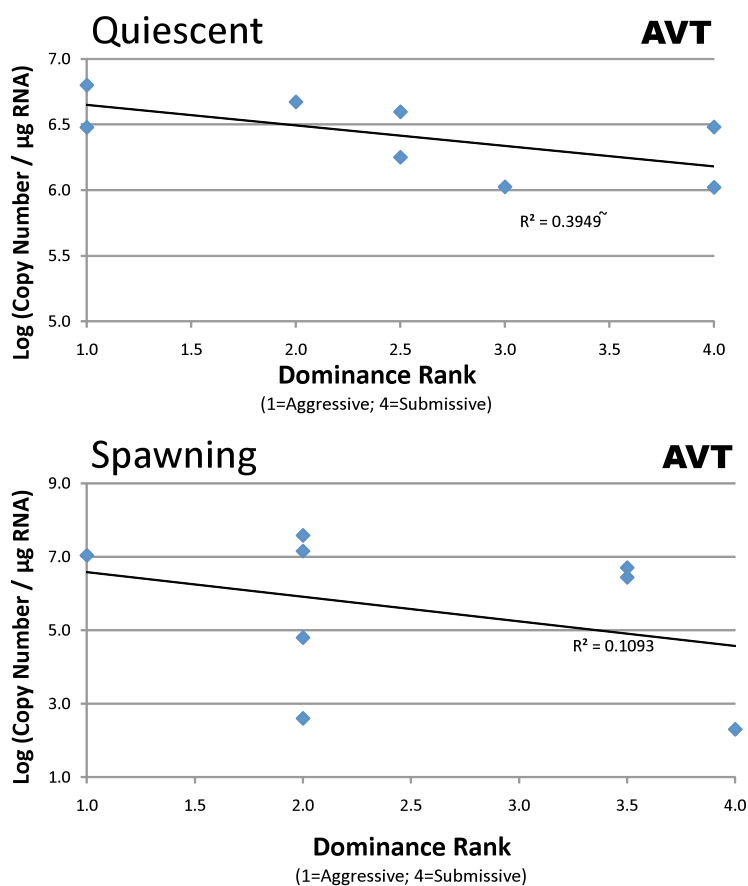 Quiescent AVT
Log (Copy Number / µg RNA)
7.0
6.5
6.0
5.5
5.0
R² = 0.3949~
1.0 1.5 2.0 2.5 3.0 3.5 4.0
Dominance Rank
(1=Aggressive; 4=Submissive)
Spawning AVT
Log (Copy Number / µg RNA)
9.0
7.0
5.0
3.0
1.0
R² = 0.1093
1.0 1.5 2.0 2.5 3.0 3.5 4.0
Dominance Rank
(1=Aggressive; 4=Submissive)